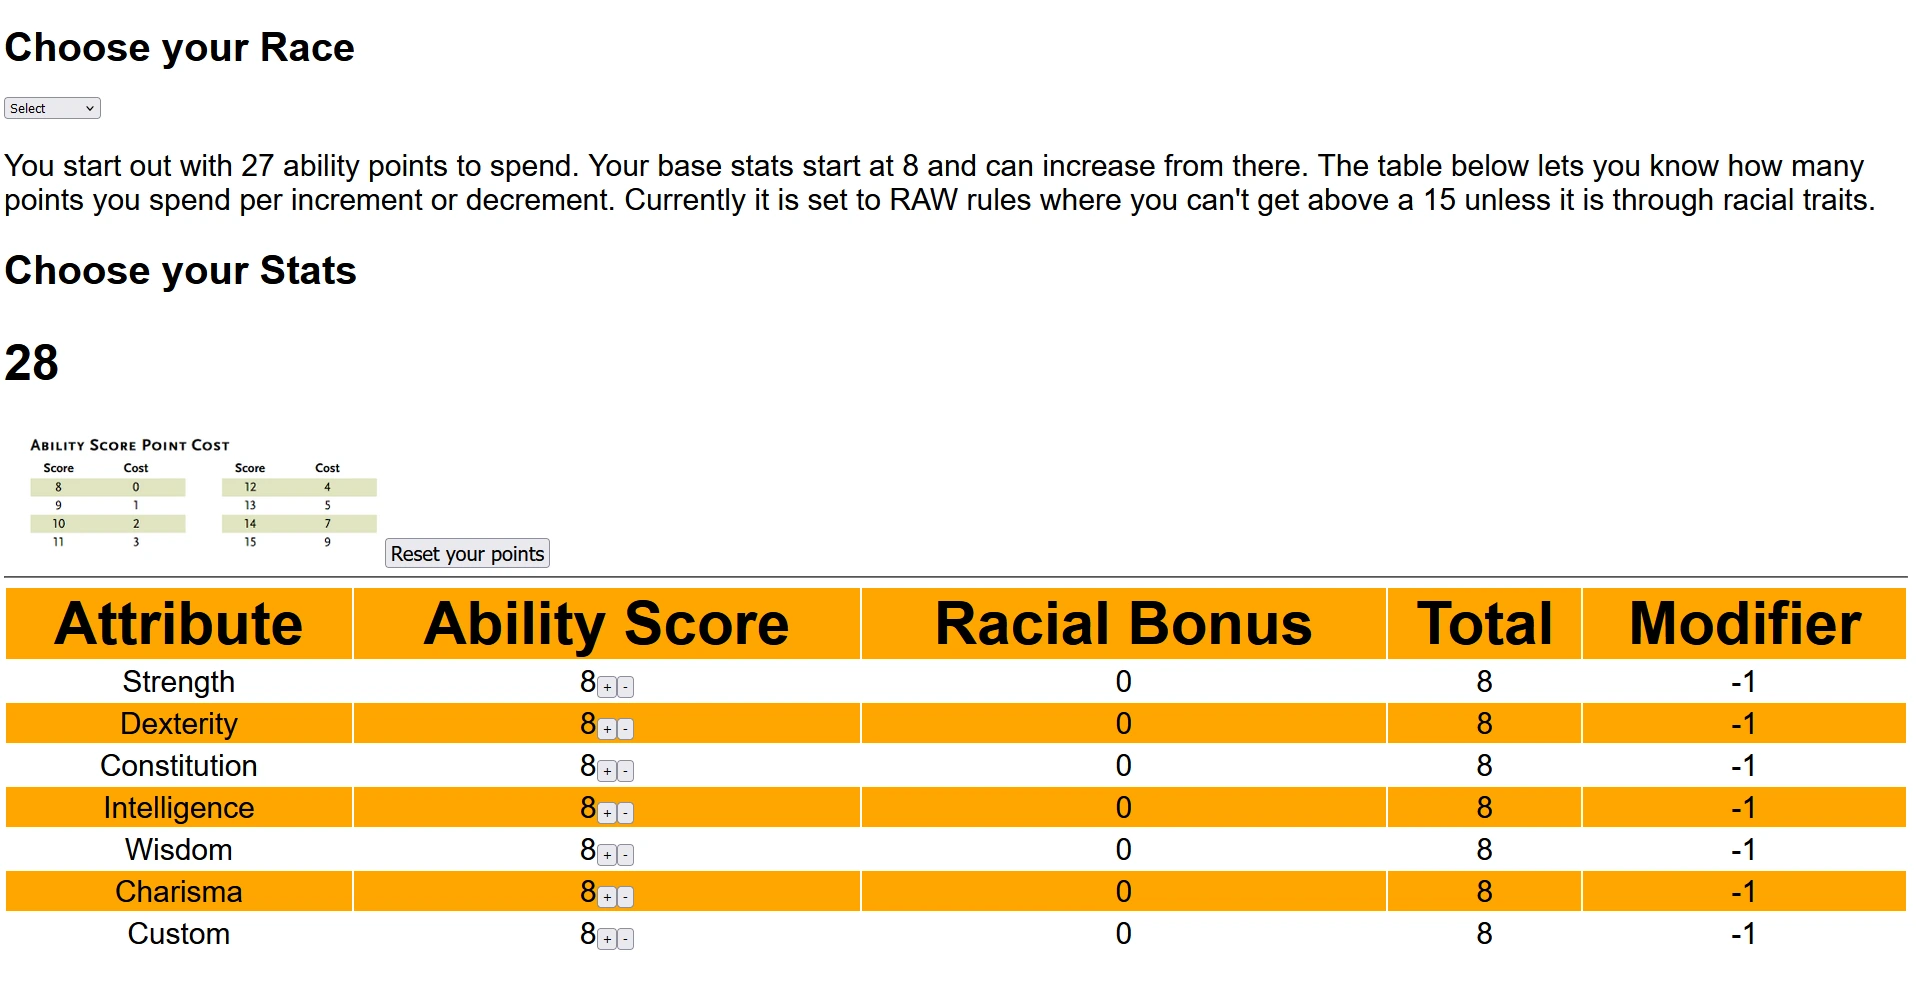 Choose your Race
Select
You start out with 27 ability points to spend. Your base stats start at 8 and can increase from there. The table below lets you know how many
points you spend per increment or decrement. Currently it is set to RAW rules where you can't get above a 15 unless it is through racial traits.
Choose your Stats
28
Ability Score Point Cost
Score Cost Score Cost
8 0 12 4
9 1 13 5
10 2 14 7
11 3 15 9
Reset your points
Attribute Ability Score Racial Bonus Total Modifier
Strength 8 + - 0 8 -1
Dexterity 8 + - 0 8 -1
Constitution 8 + - 0 8 -1
Intelligence 8 + - 0 8 -1
Wisdom 8 + - 0 8 -1
Charisma 8 + - 0 8 -1
Custom 8 + - 0 8 -1